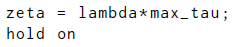 zeta = lambda*max_tau;
hold on